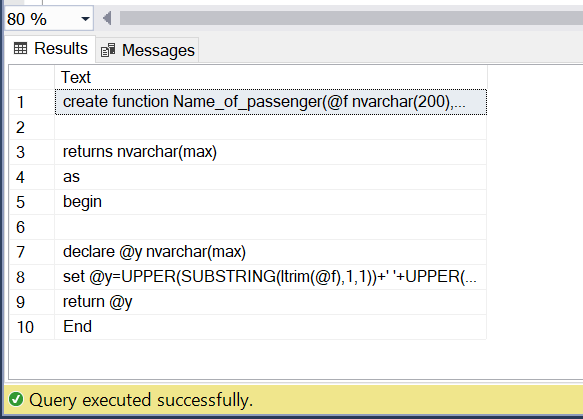 80 %
Results Messages
Text
1 create function Name_of_passenger(@f nvarchar(200),...
2
3 returns nvarchar(max)
4 as
5 begin
6
7 declare @y nvarchar(max)
8 set @y=UPPER(SUBSTRING(ltrim(@f),1,1))+' '+UPPER(...
9 return @y
10 End
Query executed successfully.